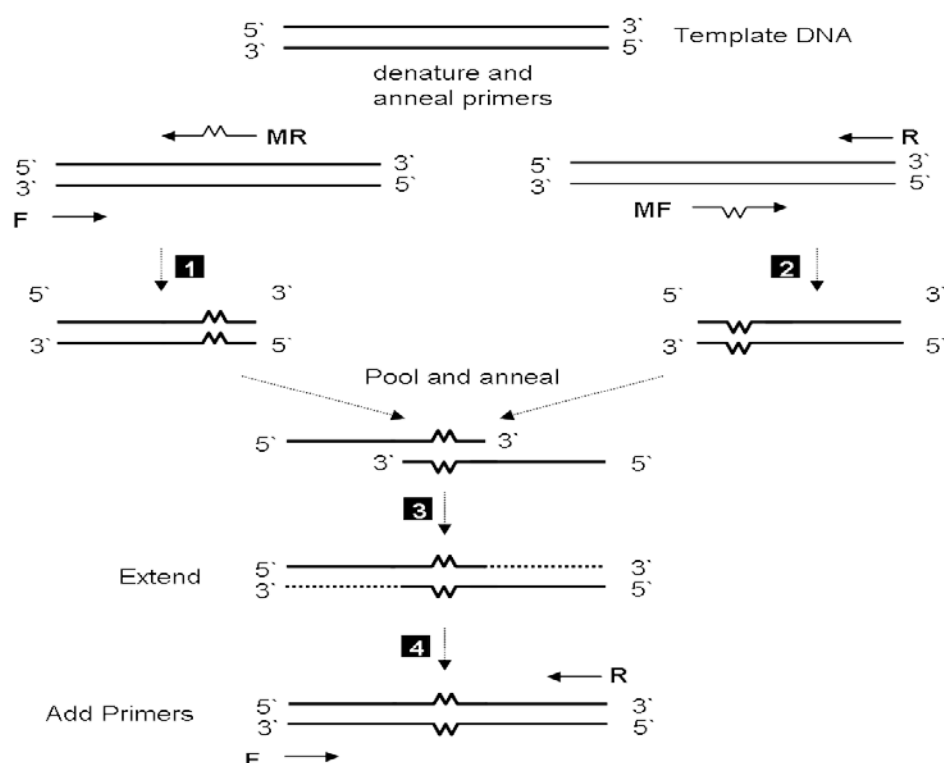 5` 3`
3` 5`
Template DNA
denature and
anneal primers
MR
5` 3`
3` 5`
F
R
5` 3`
3` 5`
MF
1
2
5` 3`
3` 5`
5` 3`
3` 5`
Pool and anneal
5` 3`
3` 5`
3
Extend
5` 3`
3` 5`
4
R
Add Primers
5` 3`
3` 5`
F